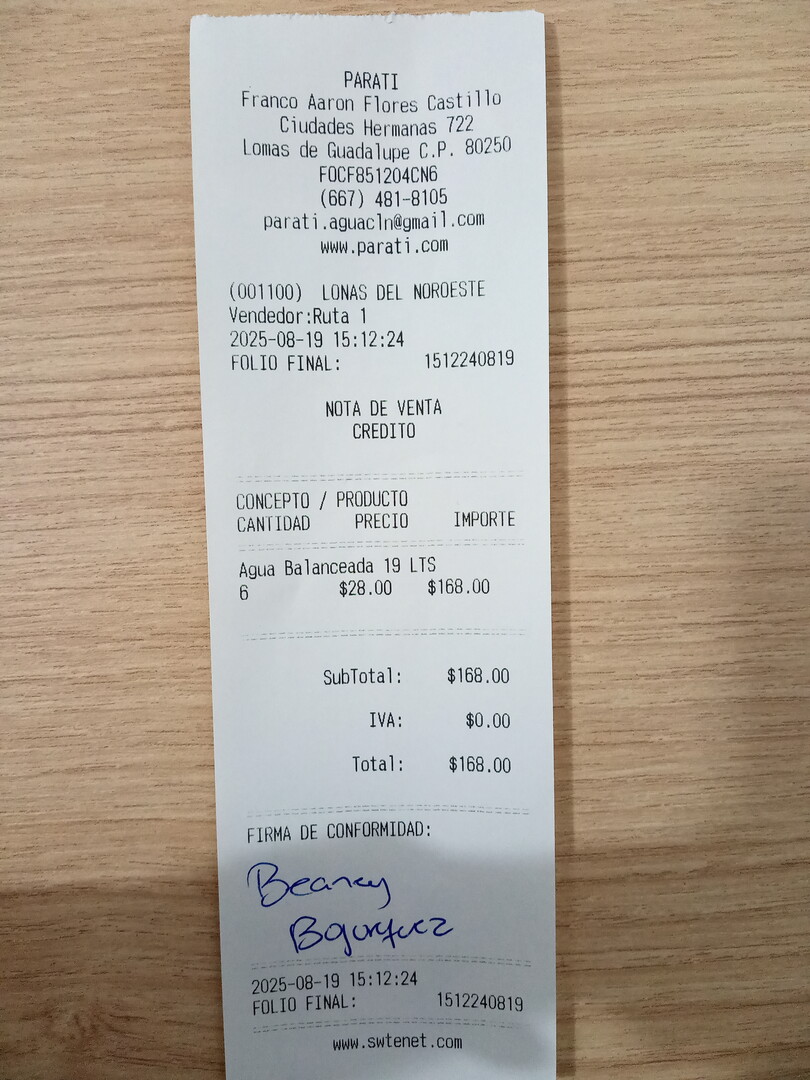 PARATI
Franco Aaron Flores Castillo
Ciudades Hermanas 722
Lomas de Guadalupe C.P. 80250
FOCF851204CN6
(667) 481-8105
parati.aguacln@gmail.com
www.parati.com
(001100) LONAS DEL NOROESTE
Vendedor:Ruta 1
2025-08-19 15:12:24
FOLIO FINAL: 1512240819
NOTA DE VENTA
CREDITO
CONCEPTO / PRODUCTO
CANTIDAD PRECIO IMPORTE
Agua Balanceada 19 LTS
6 $28.00 $168.00
SubTotal: $168.00
IVA: $0.00
Total: $168.00
FIRMA DE CONFORMIDAD:
2025-08-19 15:12:24
FOLIO FINAL: 1512240819
www.swtenet.com